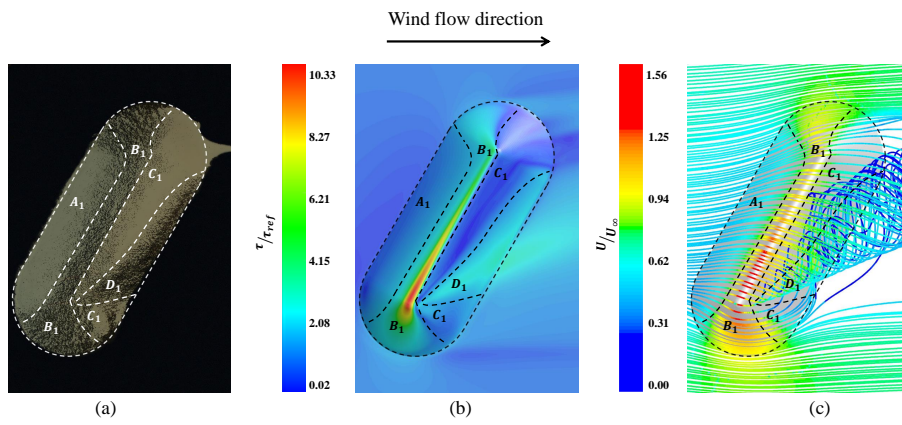 Wind flow direction
B₁
C₁
A₁
D₁
B₁
C₁
(a)
10.33
8.27
6.21
4.15
2.08
0.02
τ/τ_ref
B₁
C₁
A₁
D₁
B₁
C₁
(b)
1.56
1.25
0.94
0.62
0.31
0.00
U/U_∞
B₁
C₁
A₁
D₁
B₁
C₁
(c)